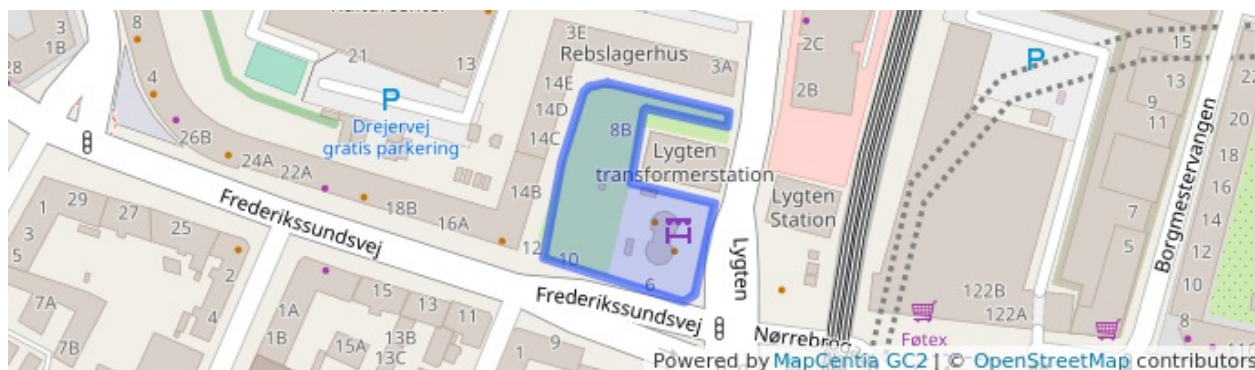 Kulturcenter
3
1B
28
8
4
26B
24A
22A
18B
16A
21
13
P
Drejervej
gratis parkering
3E
Rebslagerhus
3A
14E
14D
14C
14B
12
10
8B
6
Lygten
transformerstation
2C
2B
Lygten
Station
Lygten
Frederikssundsvej
Frederikssundsvej
1
3
5
29
27
25
2
4
7A
7B
1A
1B
15
13
11
13B
13C
15A
1
9
P
15
13
9
11
7
5
22
20
18
16
14
12
10
8
Borgmestervangen
122B
122A
Føtex
Powered by MapCentia GC2 | © OpenStreetMap contributors